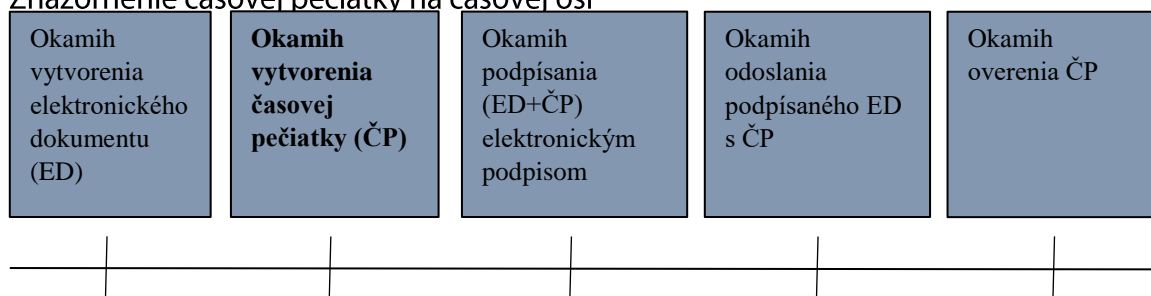 Znázornenie časovej pečiatky na časovej osi
Okamih
vytvorenia
elektronického
dokumentu
(ED)
Okamih
vytvorenia
časovej
pečiatky (ČP)
Okamih
podpísania
(ED+ČP)
elektronickým
podpisom
Okamih
odoslania
podpísaného ED
s ČP
Okamih
overenia ČP